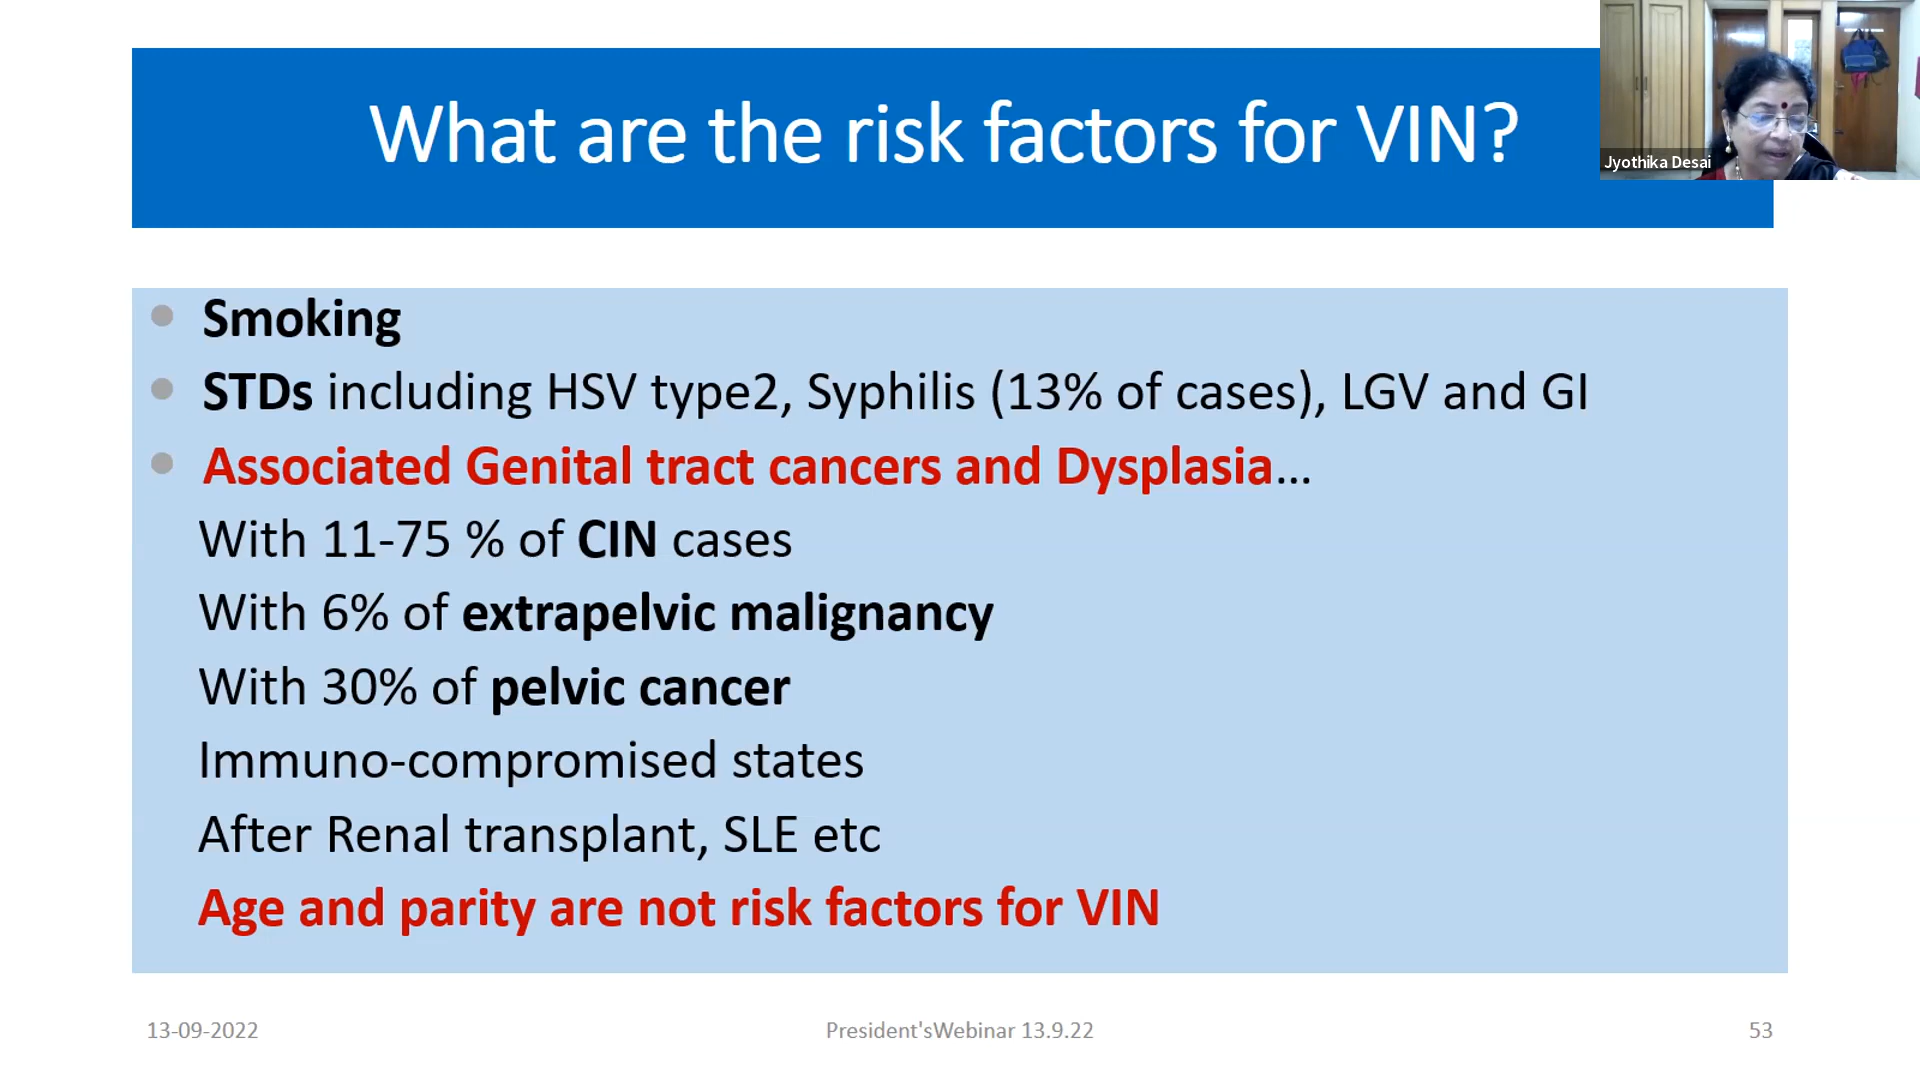 What are the risk factors for VIN?
Jyothika Desai
Smoking
STDs including HSV type2, Syphilis (13% of cases), LGV and GI
Associated Genital tract cancers and Dysplasia...
With 11-75 % of CIN cases
With 6% of extrapelvic malignancy
With 30% of pelvic cancer
Immuno-compromised states
After Renal transplant, SLE etc
Age and parity are not risk factors for VIN
13-09-2022
President'sWebinar 13.9.22
53